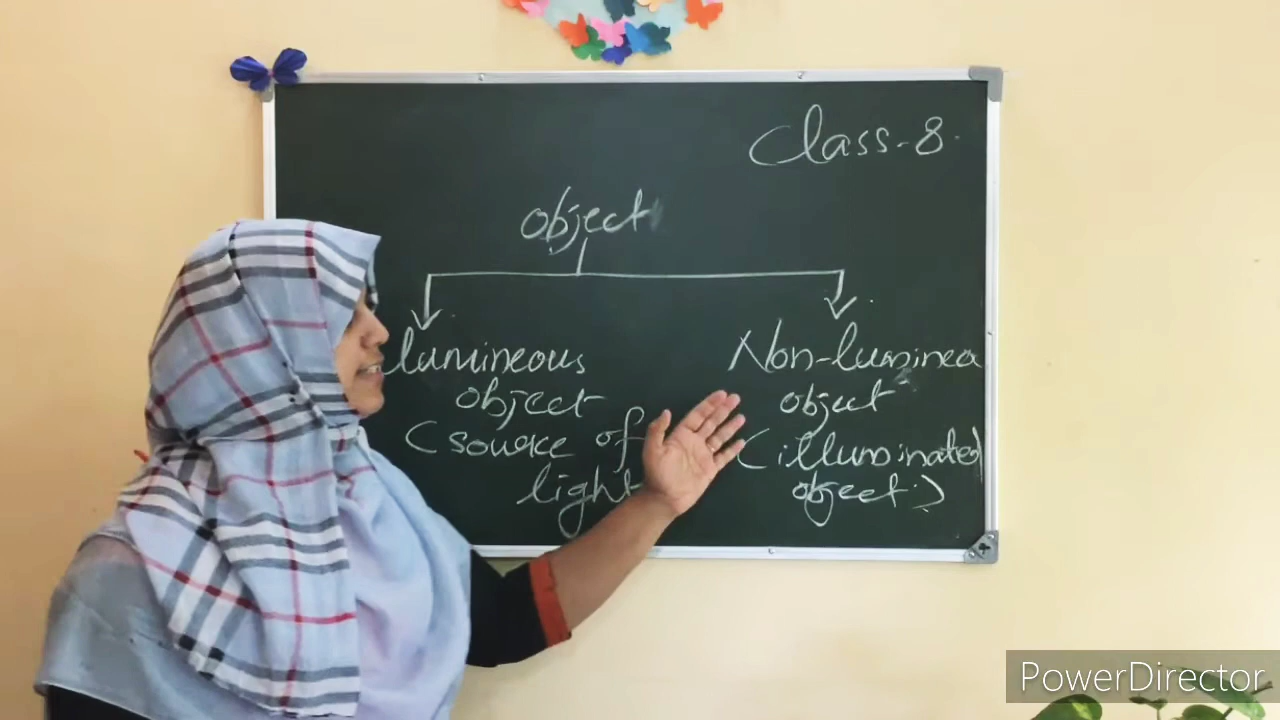 Class-8.
object
lumineous
object
(source of
light
Non-luminea
object
(illuminated
object.)
PowerDirector